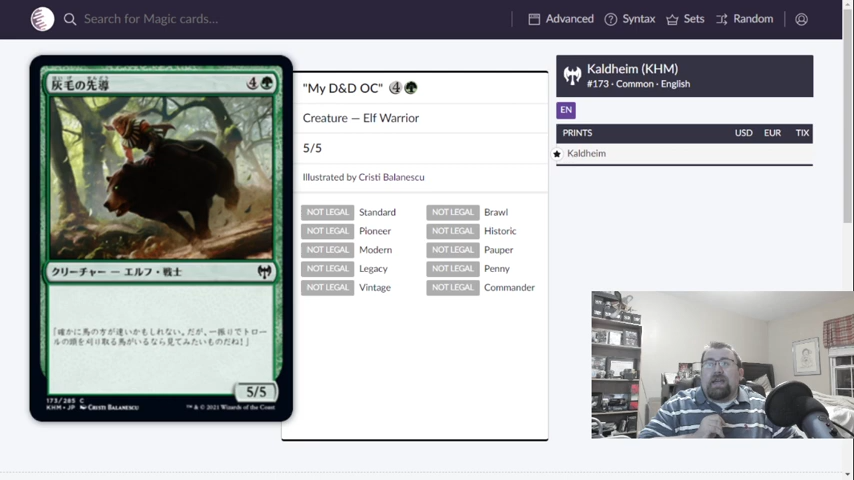 Search for Magic cards...
Advanced
Syntax
Sets
Random
灰毛の先導
4
クリーチャー — エルフ・戦士
「確かに馬の方が速いかもしれない。だが、一振りでトロー
ルの頭を刈り取る馬がいるなら見てみたいものだね！」
5/5
173/285 C
KHM • JP CRISTI BALANESCU
™ & © 2021 Wizards of the Coast
"My D&D OC" 4
Creature — Elf Warrior
5/5
Illustrated by Cristi Balanescu
NOT LEGAL Standard
NOT LEGAL Brawl
NOT LEGAL Pioneer
NOT LEGAL Historic
NOT LEGAL Modern
NOT LEGAL Pauper
NOT LEGAL Legacy
NOT LEGAL Penny
NOT LEGAL Vintage
NOT LEGAL Commander
Kaldheim (KHM)
#173 · Common · English
EN
PRINTS USD EUR TIX
Kaldheim